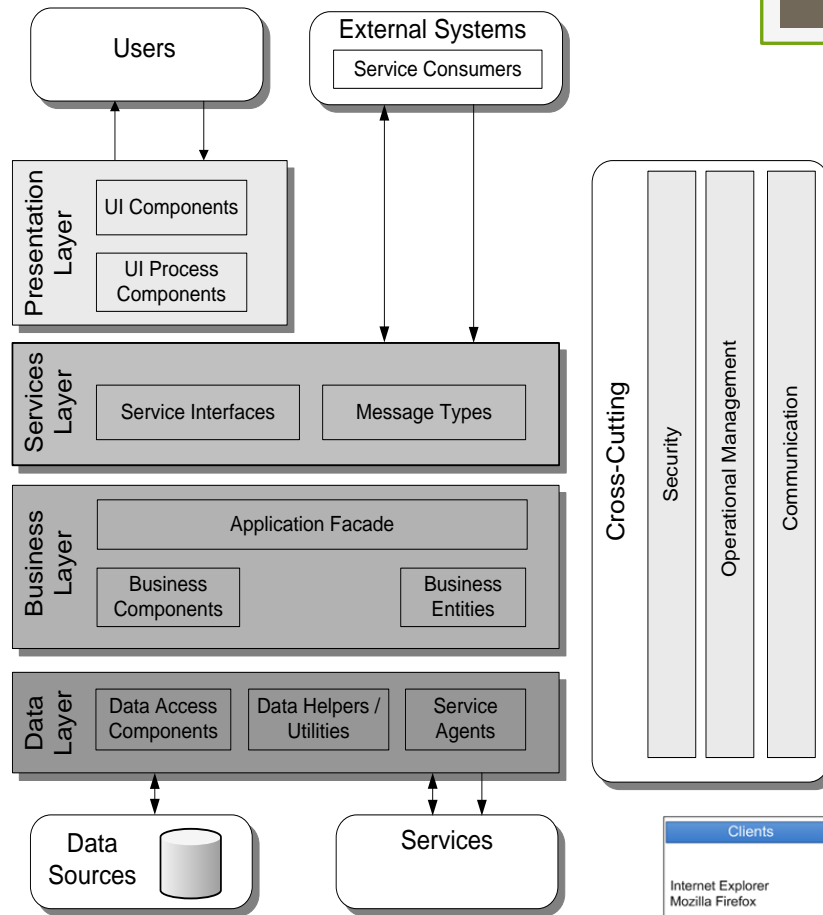 Users
External Systems
Service Consumers
Presentation
Layer
UI Components
UI Process
Components
Services
Layer
Service Interfaces
Message Types
Business
Layer
Application Facade
Business
Components
Business
Entities
Data
Layer
Data Access
Components
Data Helpers /
Utilities
Service
Agents
Data
Sources
Services
Cross-Cutting
Security
Operational Management
Communication
Clients
Internet Explorer
Mozilla Firefox